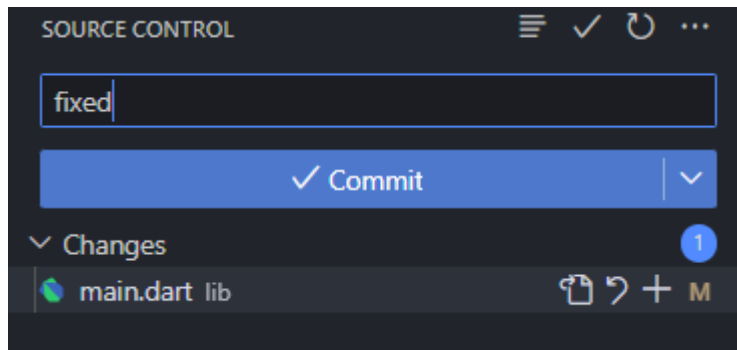 SOURCE CONTROL
fixed
Commit
Changes 1
main.dart lib M